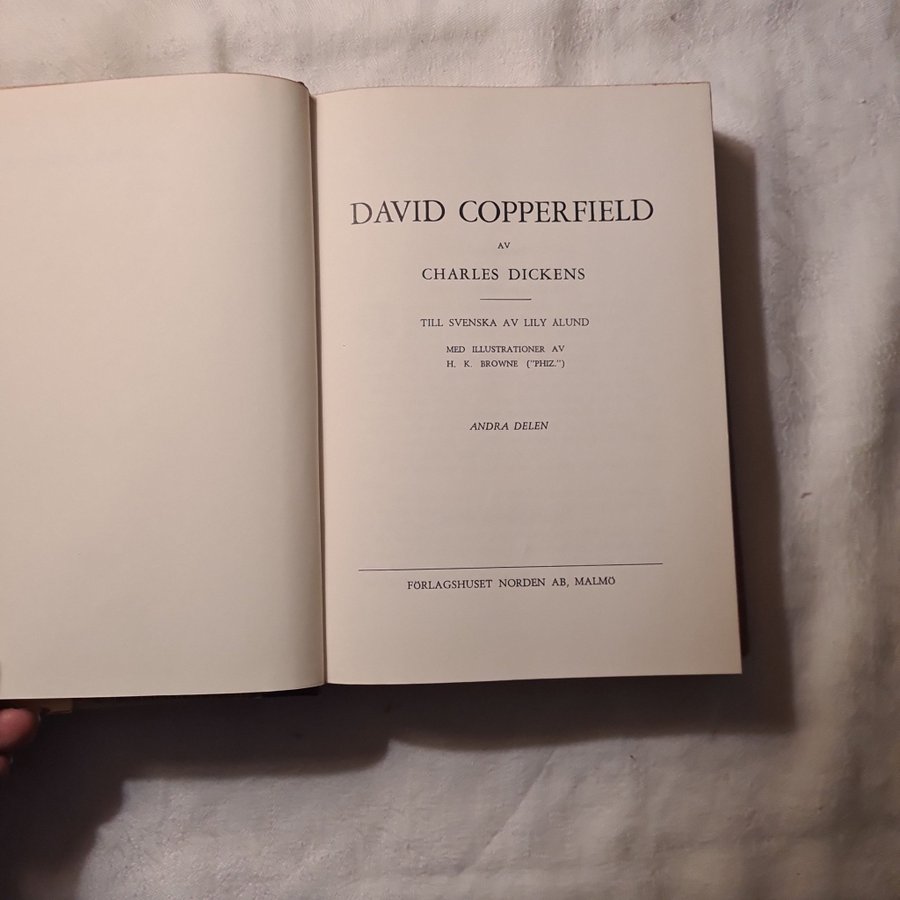 DAVID COPPERFIELD
AV
CHARLES DICKENS
TILL SVENSKA AV LILY ÅLUND
MED ILLUSTRATIONER AV
H. K. BROWNE ("PHIZ.")
ANDRA DELEN
FÖRLAGSHUSET NORDEN AB, MALMÖ